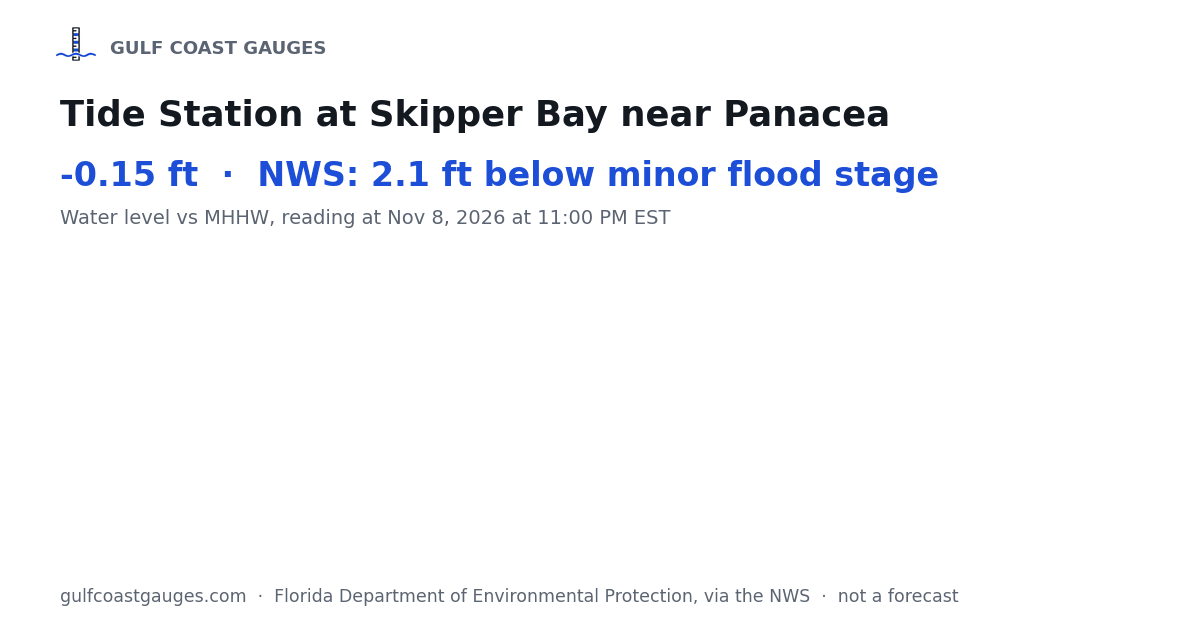 GULF COAST GAUGES
Tide Station at Skipper Bay near Panacea
-0.15 ft · NWS: 2.1 ft below minor flood stage
Water level vs MHHW, reading at Nov 8, 2026 at 11:00 PM EST
gulfcoastgauges.com · Florida Department of Environmental Protection, via the NWS · not a forecast